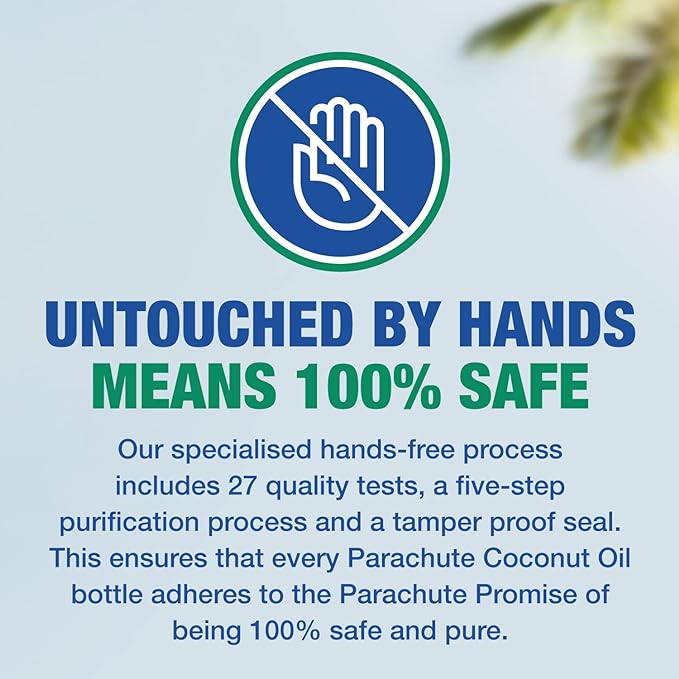 UNTOUCHED BY HANDS
MEANS 100% SAFE
Our specialised hands-free process
includes 27 quality tests, a five-step
purification process and a tamper proof seal.
This ensures that every Parachute Coconut Oil
bottle adheres to the Parachute Promise of
being 100% safe and pure.